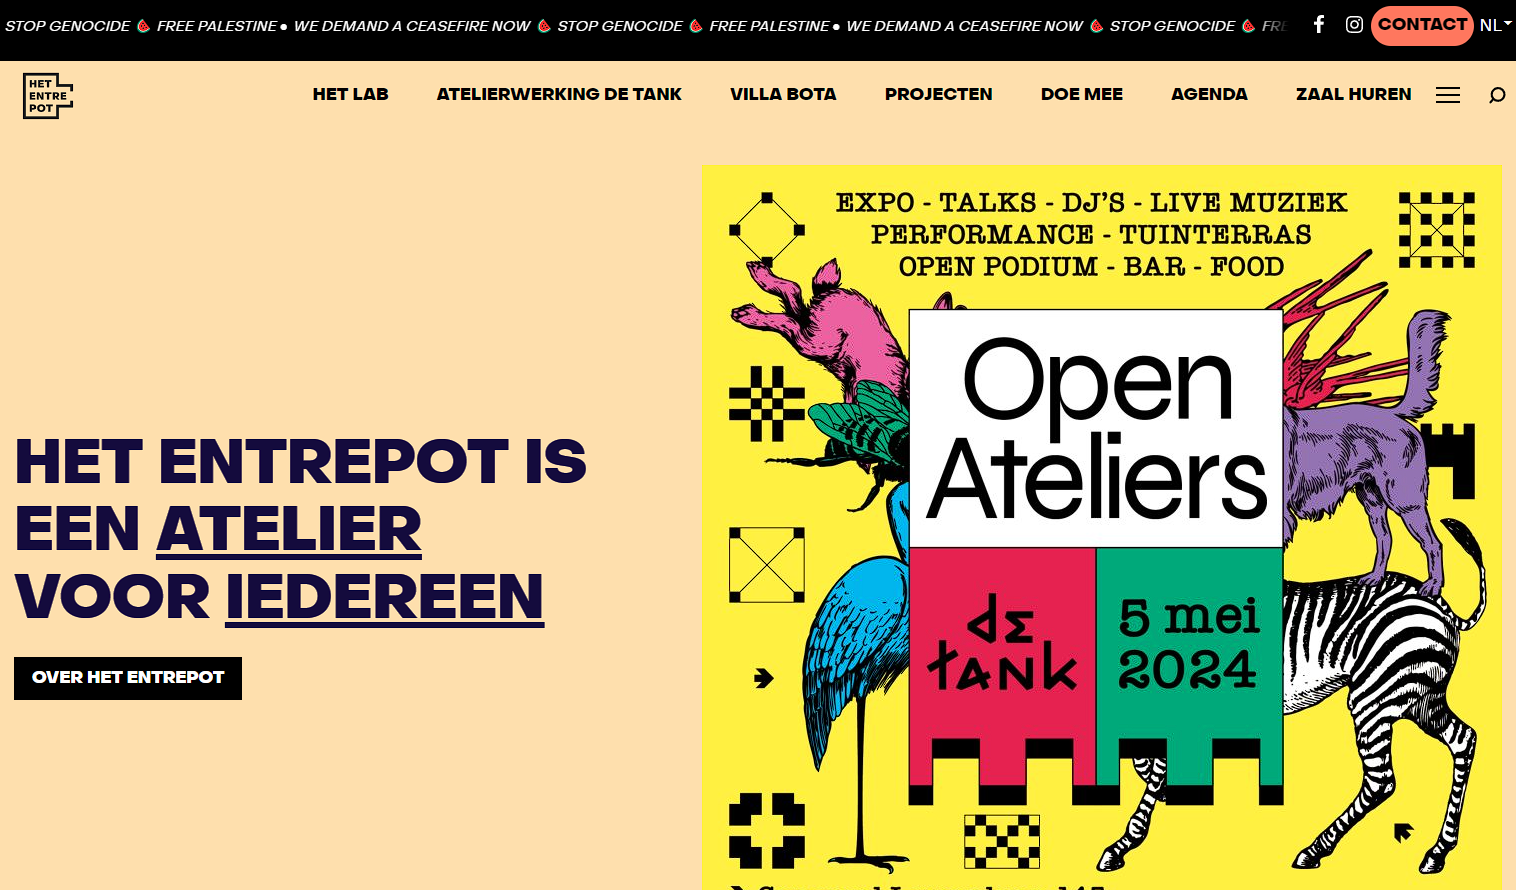 STOP GENOCIDE 🍉 FREE PALESTINE ● WE DEMAND A CEASEFIRE NOW 🍉 STOP GENOCIDE 🍉 FREE PALESTINE ● WE DEMAND A CEASEFIRE NOW 🍉 STOP GENOCIDE 🍉
CONTACT NL
HET
ENTRE
POT
HET LAB ATELIERWERKING DE TANK VILLA BOTA PROJECTEN DOE MEE AGENDA ZAAL HUREN
EXPO - TALKS - DJ'S - LIVE MUZIEK
PERFORMANCE - TUINTERRAS
OPEN PODIUM - BAR - FOOD
Open
Ateliers
de
tank
5 mei
2024
HET ENTREPOT IS
EEN ATELIER
VOOR IEDEREEN
OVER HET ENTREPOT